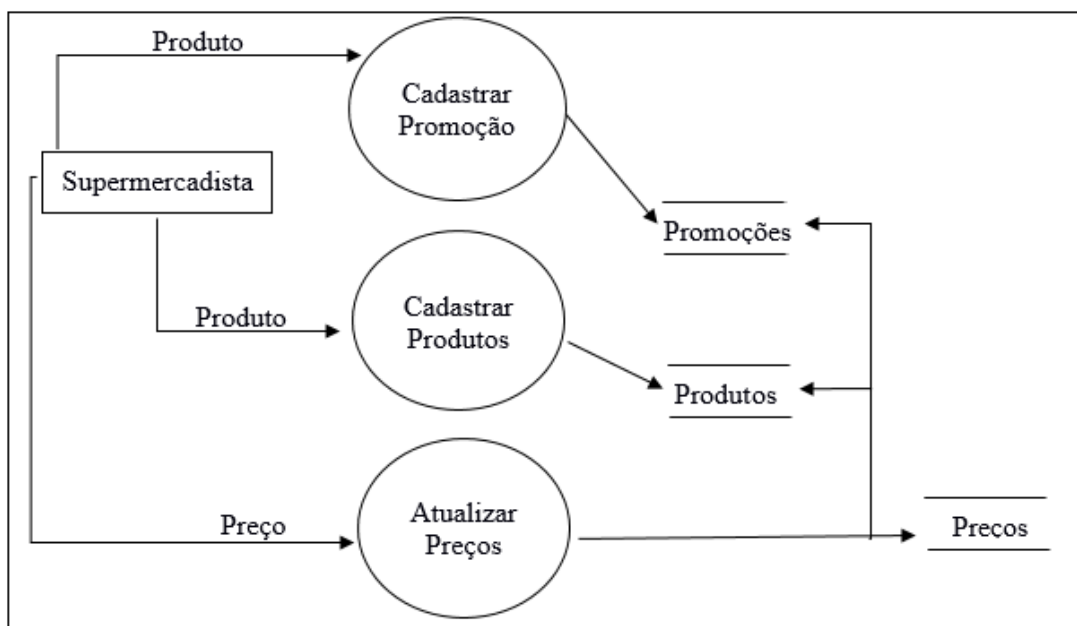 Produto
Cadastrar
Promoção
Supermercadista
Promoções
Produto
Cadastrar
Produtos
Produtos
Preço
Atualizar
Preços
Preços